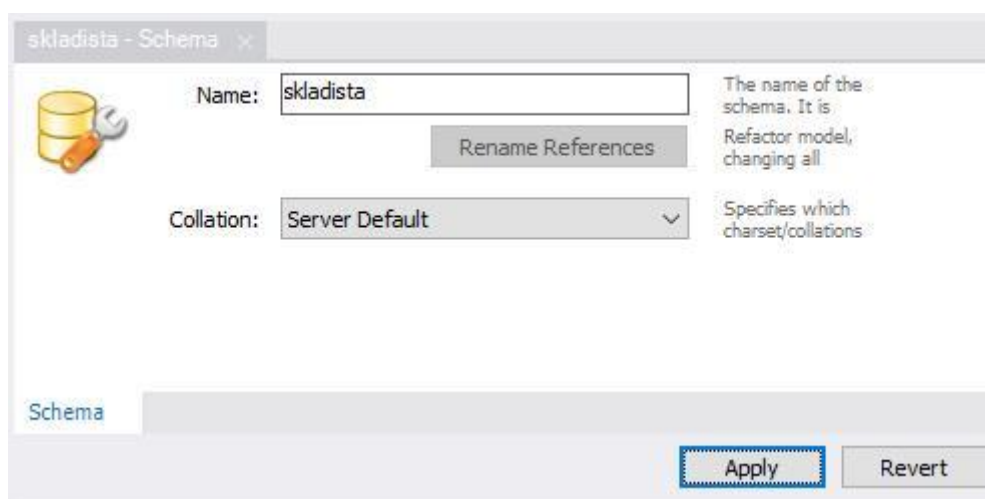 skladista - Schema
Name:
skladista
The name of the
schema. It is
Rename References
Refactor model,
changing all
Collation:
Server Default
Specifies which
charset/collations
Schema
Apply
Revert